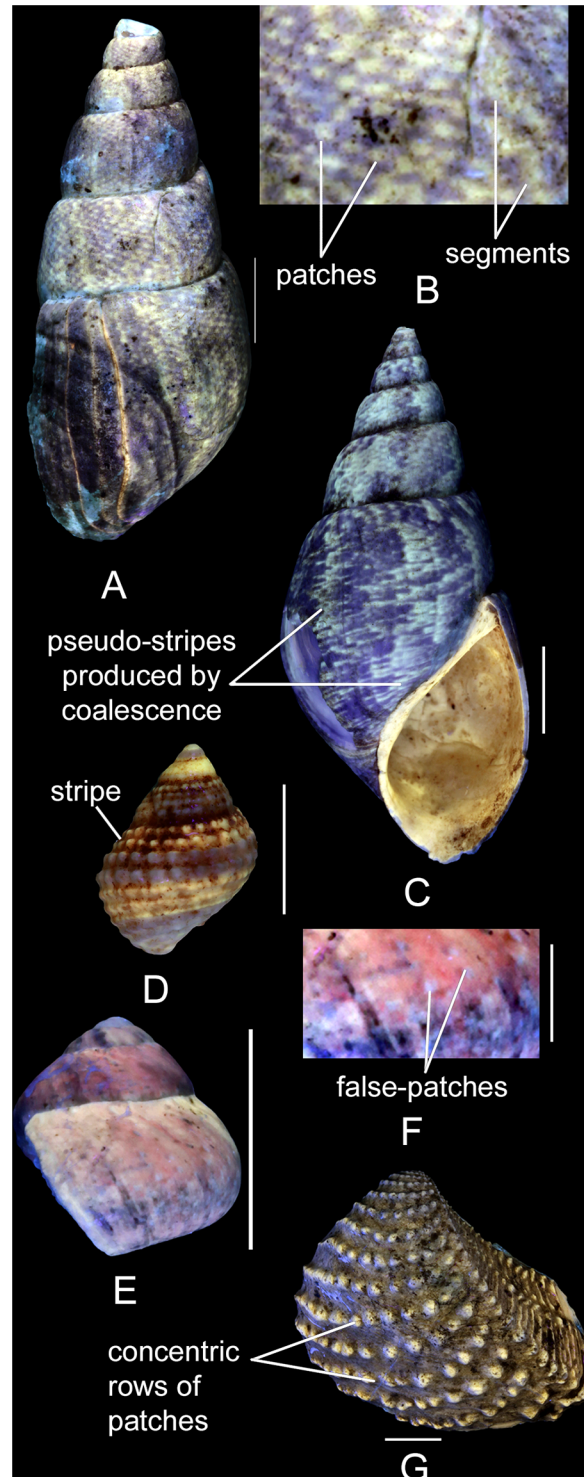 patches
segments
B
A
pseudo-stripes
produced by
coalescence
stripe
C
D
false-patches
F
E
concentric
rows of
patches
G